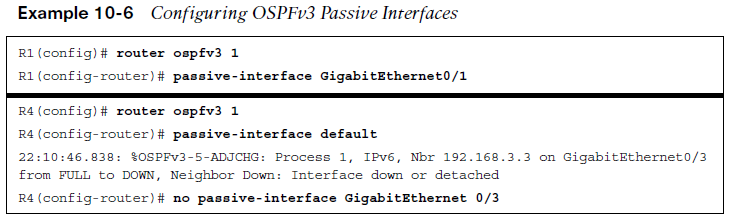 Example 10-6 Configuring OSPFv3 Passive Interfaces
R1(config)# router ospfv3 1
R1(config-router)# passive-interface GigabitEthernet0/1
R4(config)# router ospfv3 1
R4(config-router)# passive-interface default
22:10:46.838: %OSPFv3-5-ADJCHG: Process 1, IPv6, Nbr 192.168.3.3 on GigabitEthernet0/3
from FULL to DOWN, Neighbor Down: Interface down or detached
R4(config-router)# no passive-interface GigabitEthernet 0/3